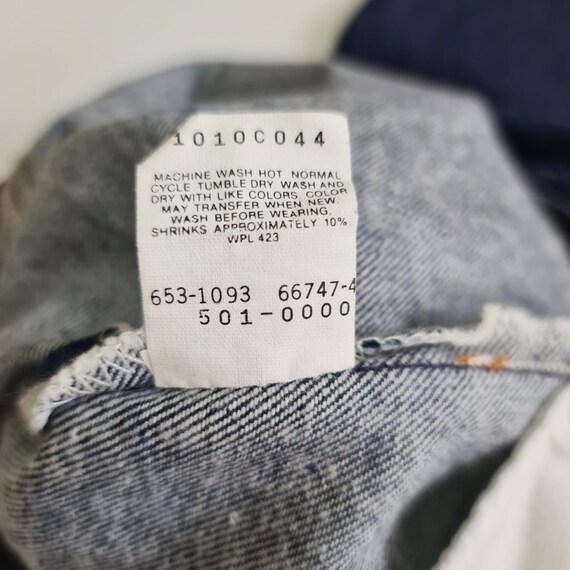 1010C044
MACHINE WASH HOT NORMAL
CYCLE TUMBLE DRY WASH AND
DRY WITH LIKE COLORS. COLOR
MAY TRANSFER WHEN NEW.
WASH BEFORE WEARING.
SHRINKS APPROXIMATELY 10%
WPL 423
653-1093 66747-4
501-0000